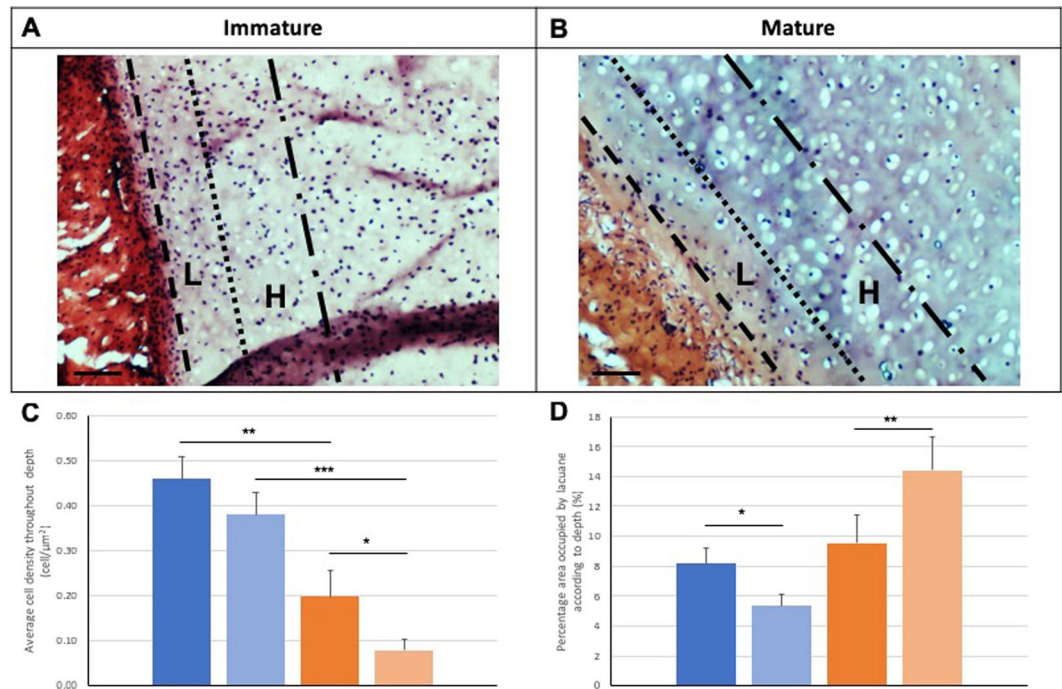 A
Immature
B
Mature
L
H
L
H
C
0.60
0.50
0.40
0.30
0.20
0.10
0.00
Average cell density throughout depth
(cell/µm²)
**
***
*
D
18
16
14
12
10
8
6
4
2
0
Percentage area occupied by lacuane
according to depth (%)
*
**